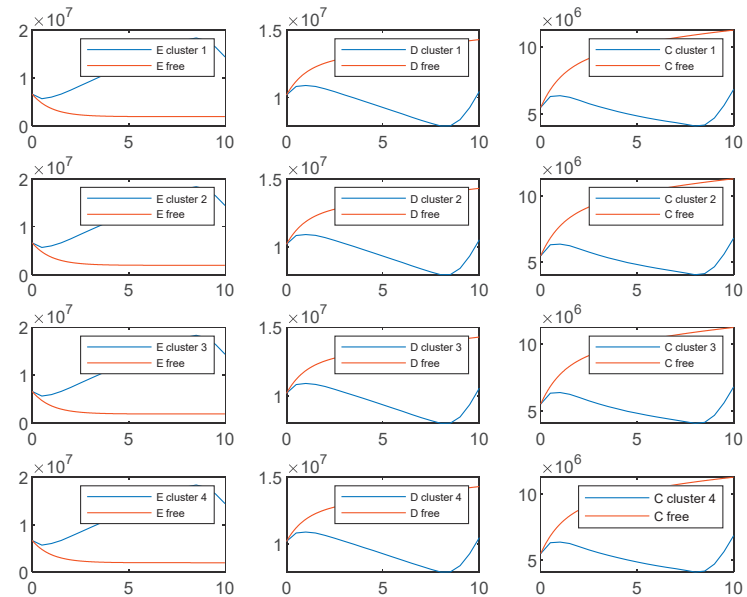 ×10^7 ×10^7 ×10^6
2 1.5
E cluster 1 D cluster 1 10 C cluster 1
E free D free C free
1 1
5
0
0 5 10 0 5 10 0 5 10
×10^7 ×10^7 ×10^6
2 1.5
E cluster 2 D cluster 2 10 C cluster 2
E free D free C free
1 1
5
0
0 5 10 0 5 10 0 5 10
×10^7 ×10^7 ×10^6
2 1.5
E cluster 3 D cluster 3 10 C cluster 3
E free D free C free
1 1
5
0
0 5 10 0 5 10 0 5 10
×10^7 ×10^7 ×10^6
2 1.5
E cluster 4 D cluster 4 10 C cluster 4
E free D free C free
1 1
5
0
0 5 10 0 5 10 0 5 10